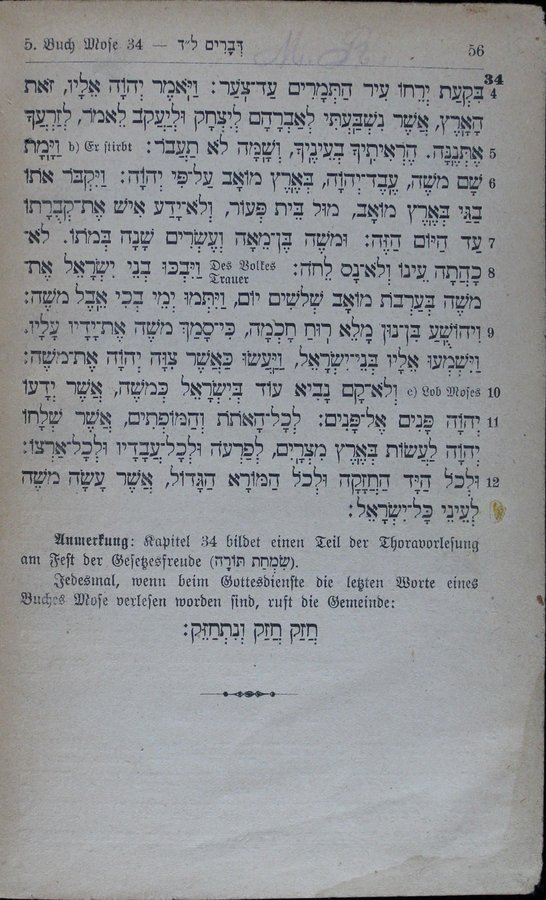 5. Buch Mose 34 — דְּבָרִים ל״ד 56
34
בִּקְעַת יְרֵחוֹ עִיר הַתְּמָרִים עַד־צֹעַר: וַיֹּאמֶר יְהוָֹה אֵלָיו, זֹאת 4
הָאָרֶץ, אֲשֶׁר נִשְׁבַּעְתִּי לְאַבְרָהָם לְיִצְחָק וּלְיַעֲקֹב לֵאמֹר, לְזַרְעֲךָ
אֶתְּנֶנָּה. הֶרְאִיתִיךָ בְעֵינֶיךָ, וְשָׁמָּה לֹא תַעֲבֹר: b) Er stirbt וַיָּמָת 5
שָׁם מֹשֶׁה, עֶבֶד־יְהוָֹה, בְּאֶרֶץ מוֹאָב עַל־פִּי יְהוָֹה: וַיִּקְבֹּר אֹתוֹ 6
בַגַּי בְּאֶרֶץ מוֹאָב, מוּל בֵּית פְּעוֹר, וְלֹא־יָדַע אִישׁ אֶת־קְבֻרָתוֹ
עַד הַיּוֹם הַזֶּה: וּמֹשֶׁה בֶּן־מֵאָה וְעֶשְׂרִים שָׁנָה בְּמֹתוֹ. לֹא־ 7
כָהֲתָה עֵינוֹ וְלֹא־נָס לֵחֹה: Des Volkes Trauer וַיִּבְכּוּ בְנֵי יִשְׂרָאֵל אֶת־ 8
מֹשֶׁה בְּעַרְבֹת מוֹאָב שְׁלֹשִׁים יוֹם, וַיִּתְּמוּ יְמֵי בְכִי אֵבֶל מֹשֶׁה:
וִיהוֹשֻׁעַ בִּן־נוּן מָלֵא רוּחַ חָכְמָה, כִּי־סָמַךְ מֹשֶׁה אֶת־יָדָיו עָלָיו. 9
וַיִּשְׁמְעוּ אֵלָיו בְּנֵי־יִשְׂרָאֵל, וַיַּעֲשׂוּ כַּאֲשֶׁר צִוָּה יְהוָֹה אֶת־מֹשֶׁה:
c) Lob Moses וְלֹא־קָם נָבִיא עוֹד בְּיִשְׂרָאֵל כְּמֹשֶׁה, אֲשֶׁר יְדָעוֹ 10
יְהוָֹה פָּנִים אֶל־פָּנִים: לְכָל־הָאֹתֹת וְהַמּוֹפְתִים, אֲשֶׁר שְׁלָחוֹ 11
יְהוָֹה לַעֲשׂוֹת בְּאֶרֶץ מִצְרָיִם, לְפַרְעֹה וּלְכָל־עֲבָדָיו וּלְכָל־אַרְצוֹ:
וּלְכֹל הַיָּד הַחֲזָקָה וּלְכֹל הַמּוֹרָא הַגָּדוֹל, אֲשֶׁר עָשָׂה מֹשֶׁה 12
לְעֵינֵי כָּל־יִשְׂרָאֵל:
Anmerkung: Kapitel 34 bildet einen Teil der Thoravorlesung
am Fest der Gesetzesfreude (שִׂמְחַת תּוֹרָה).
Jedesmal, wenn beim Gottesdienste die letzten Worte eines
Buches Mose verlesen worden sind, ruft die Gemeinde:
חֲזַק חֲזַק וְנִתְחַזֵּק: